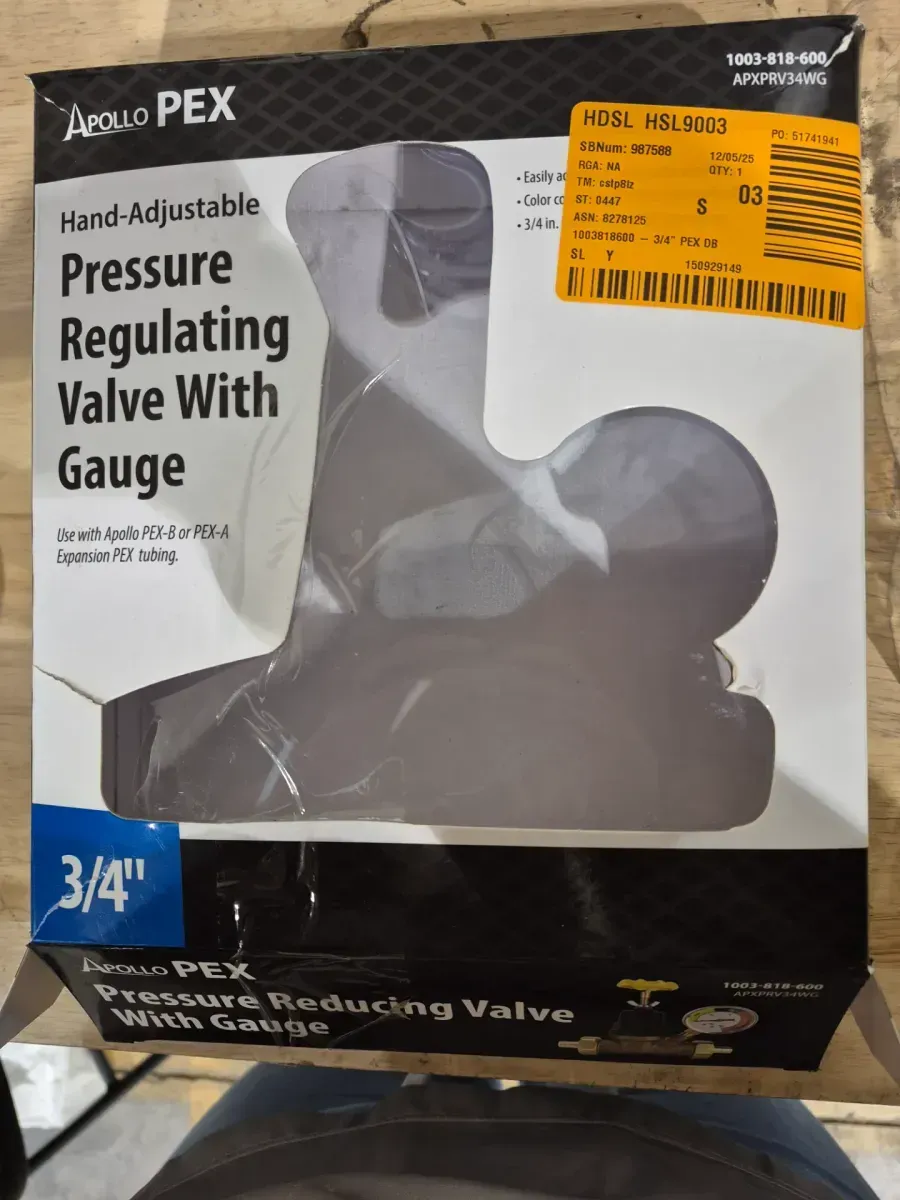 1003-818-600
APXPRV34WG
APOLLO PEX
Hand-Adjustable
Pressure
Regulating
Valve With
Gauge
Use with Apollo PEX-B or PEX-A
Expansion PEX tubing.
• Easily
• Color
• 3/4 in.
HDSL HSL9003
PO: 51741941
SBNum: 987588
12/05/25
RGA: NA
QTY: 1
TM: cstp8iz
S 03
ST: 0447
ASN: 8278125
1003818600 – 3/4" PEX DB
SL Y
150929149
3/4"
APOLLO PEX
Pressure Reducing Valve
With Gauge
1003-818-600
APXPRV34WG